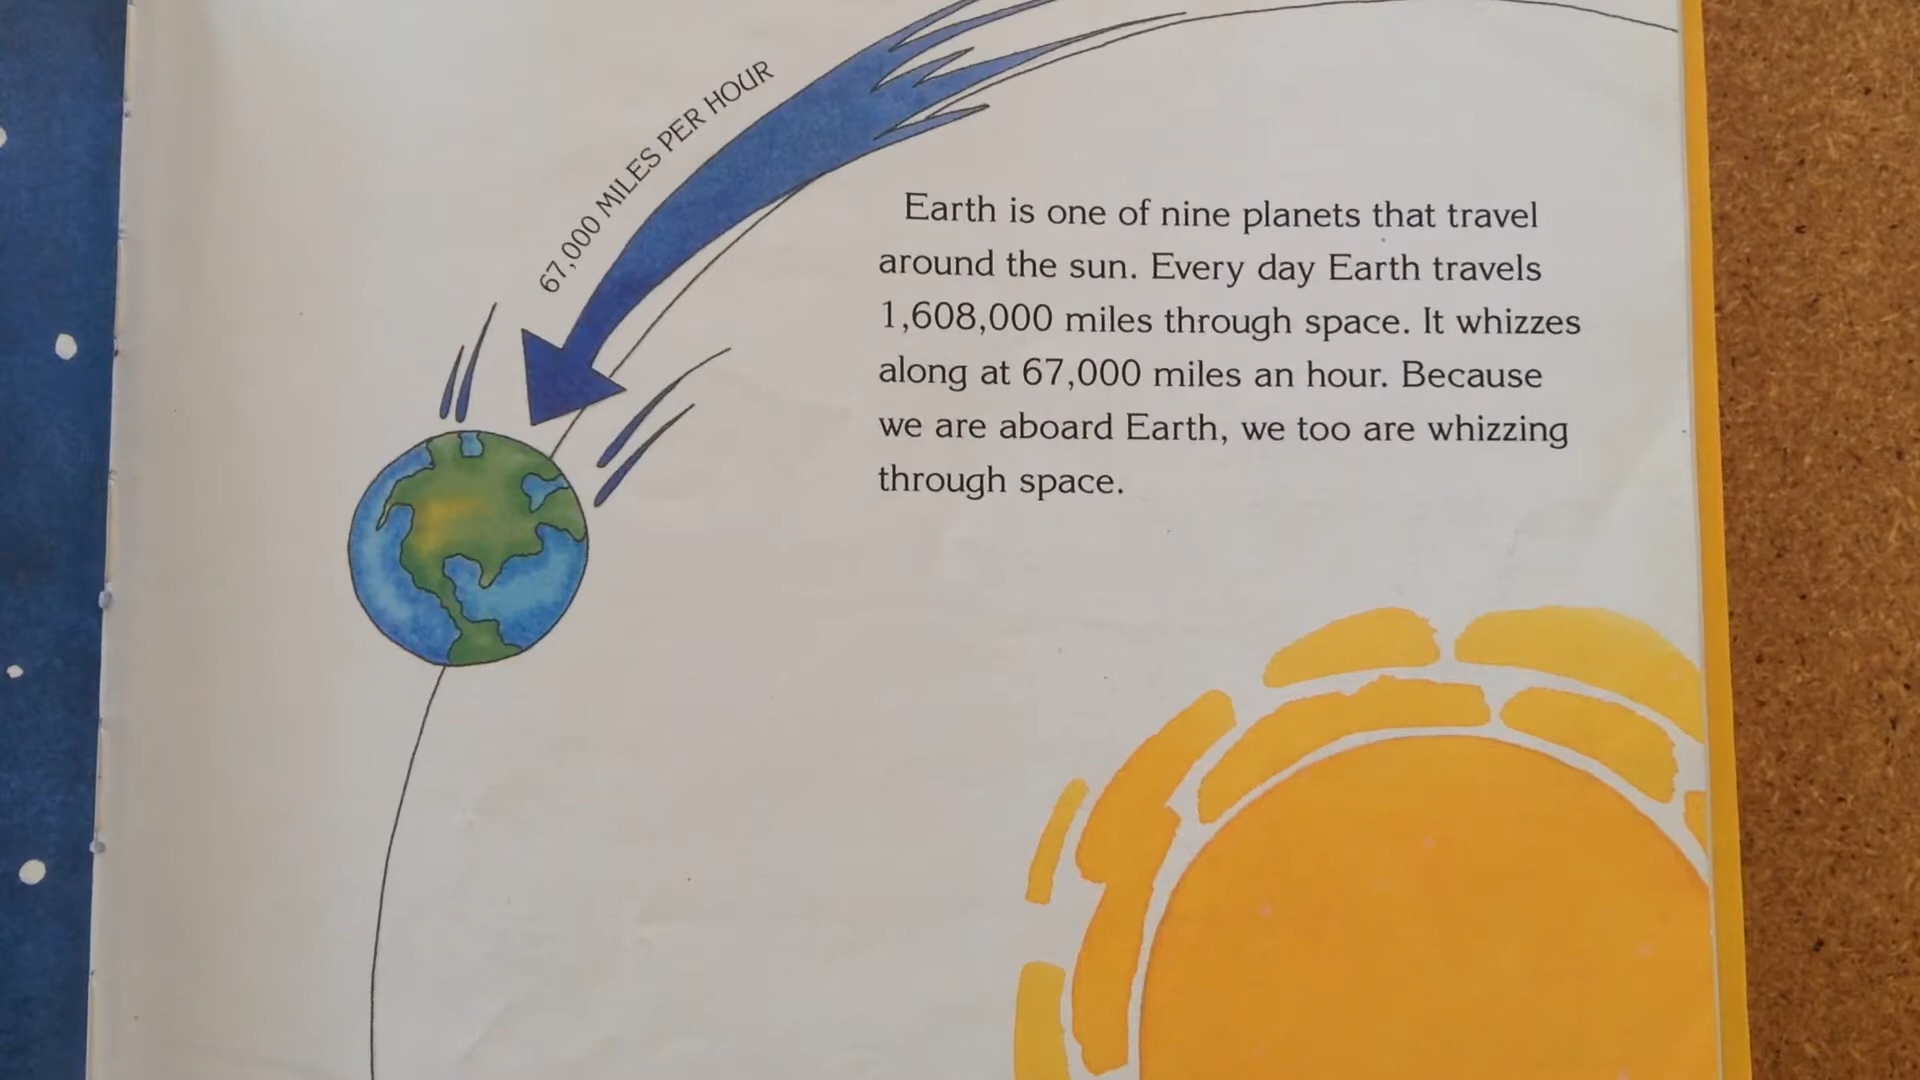 67,000 MILES PER HOUR
Earth is one of nine planets that travel
around the sun. Every day Earth travels
1,608,000 miles through space. It whizzes
along at 67,000 miles an hour. Because
we are aboard Earth, we too are whizzing
through space.